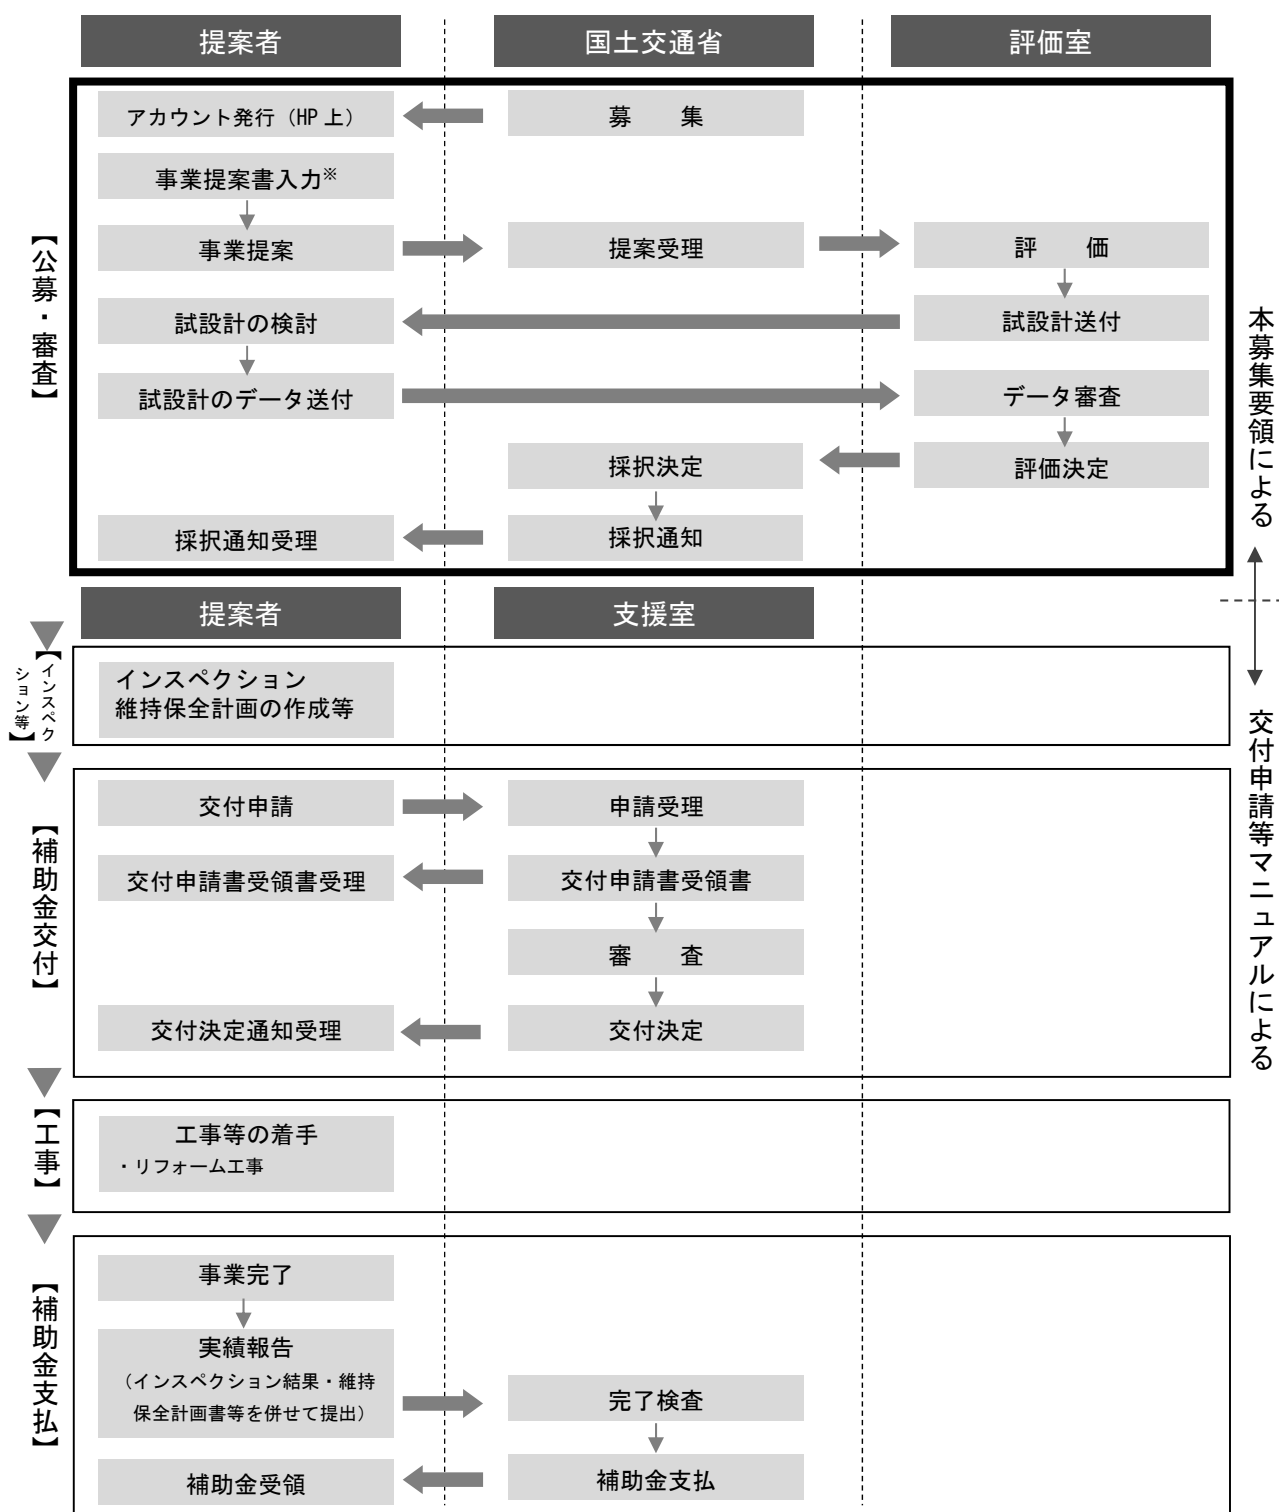 提案者
国土交通省
評価室
アカウント発行（HP 上）
募　　集
事業提案書入力※
事業提案
提案受理
評　　価
試設計の検討
試設計送付
試設計のデータ送付
データ審査
採択決定
評価決定
採択通知受理
採択通知
【公募・審査】
本募集要領による
提案者
支援室
【インスペク
ション等】
インスペクション
維持保全計画の作成等
交付申請等マニュアルによる
【補助金交付】
交付申請
申請受理
交付申請書受領書受理
交付申請書受領書
審　　査
交付決定通知受理
交付決定
【工事】
工事等の着手
・リフォーム工事
【補助金支払】
事業完了
実績報告
（インスペクション結果・維持
保全計画書等を併せて提出）
完了検査
補助金受領
補助金支払